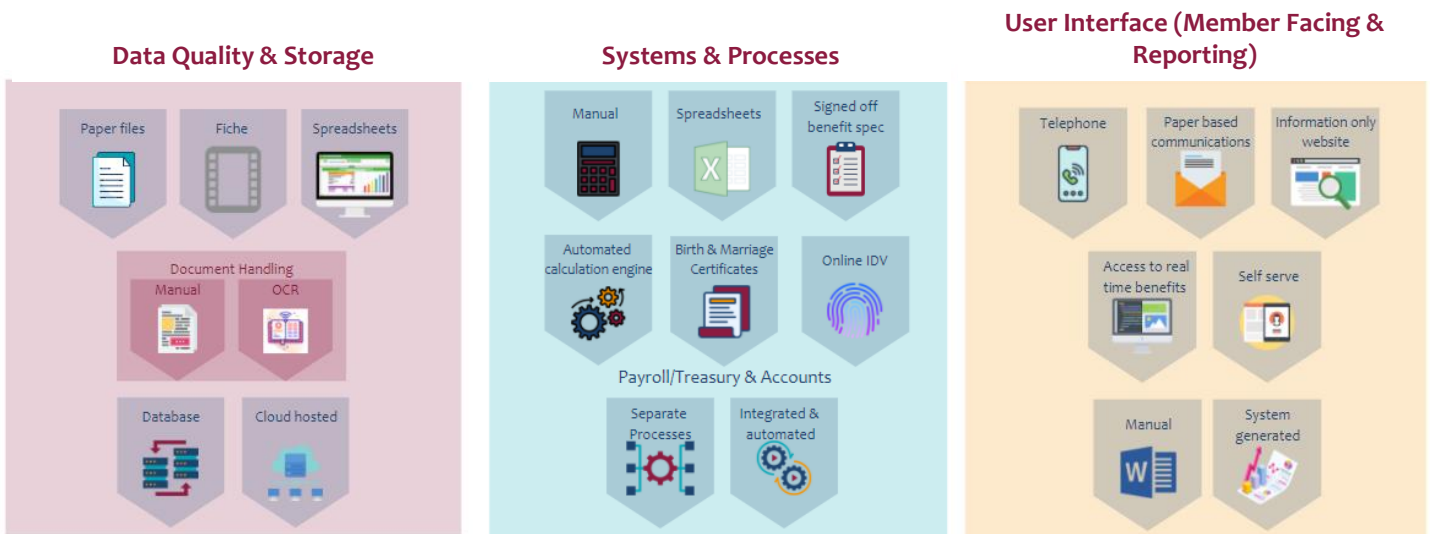 Data Quality & Storage
Paper files
Fiche
Spreadsheets
Document Handling
Manual
OCR
Database
Cloud hosted
Systems & Processes
Manual
Spreadsheets
Signed off
benefit spec
X
Automated
calculation engine
Birth & Marriage
Certificates
Online IDV
Payroll/Treasury & Accounts
Separate
Processes
Integrated &
automated
User Interface (Member Facing &
Reporting)
Telephone
Paper based
communications
Information only
website
Access to real
time benefits
Self serve
Manual
W
System
generated